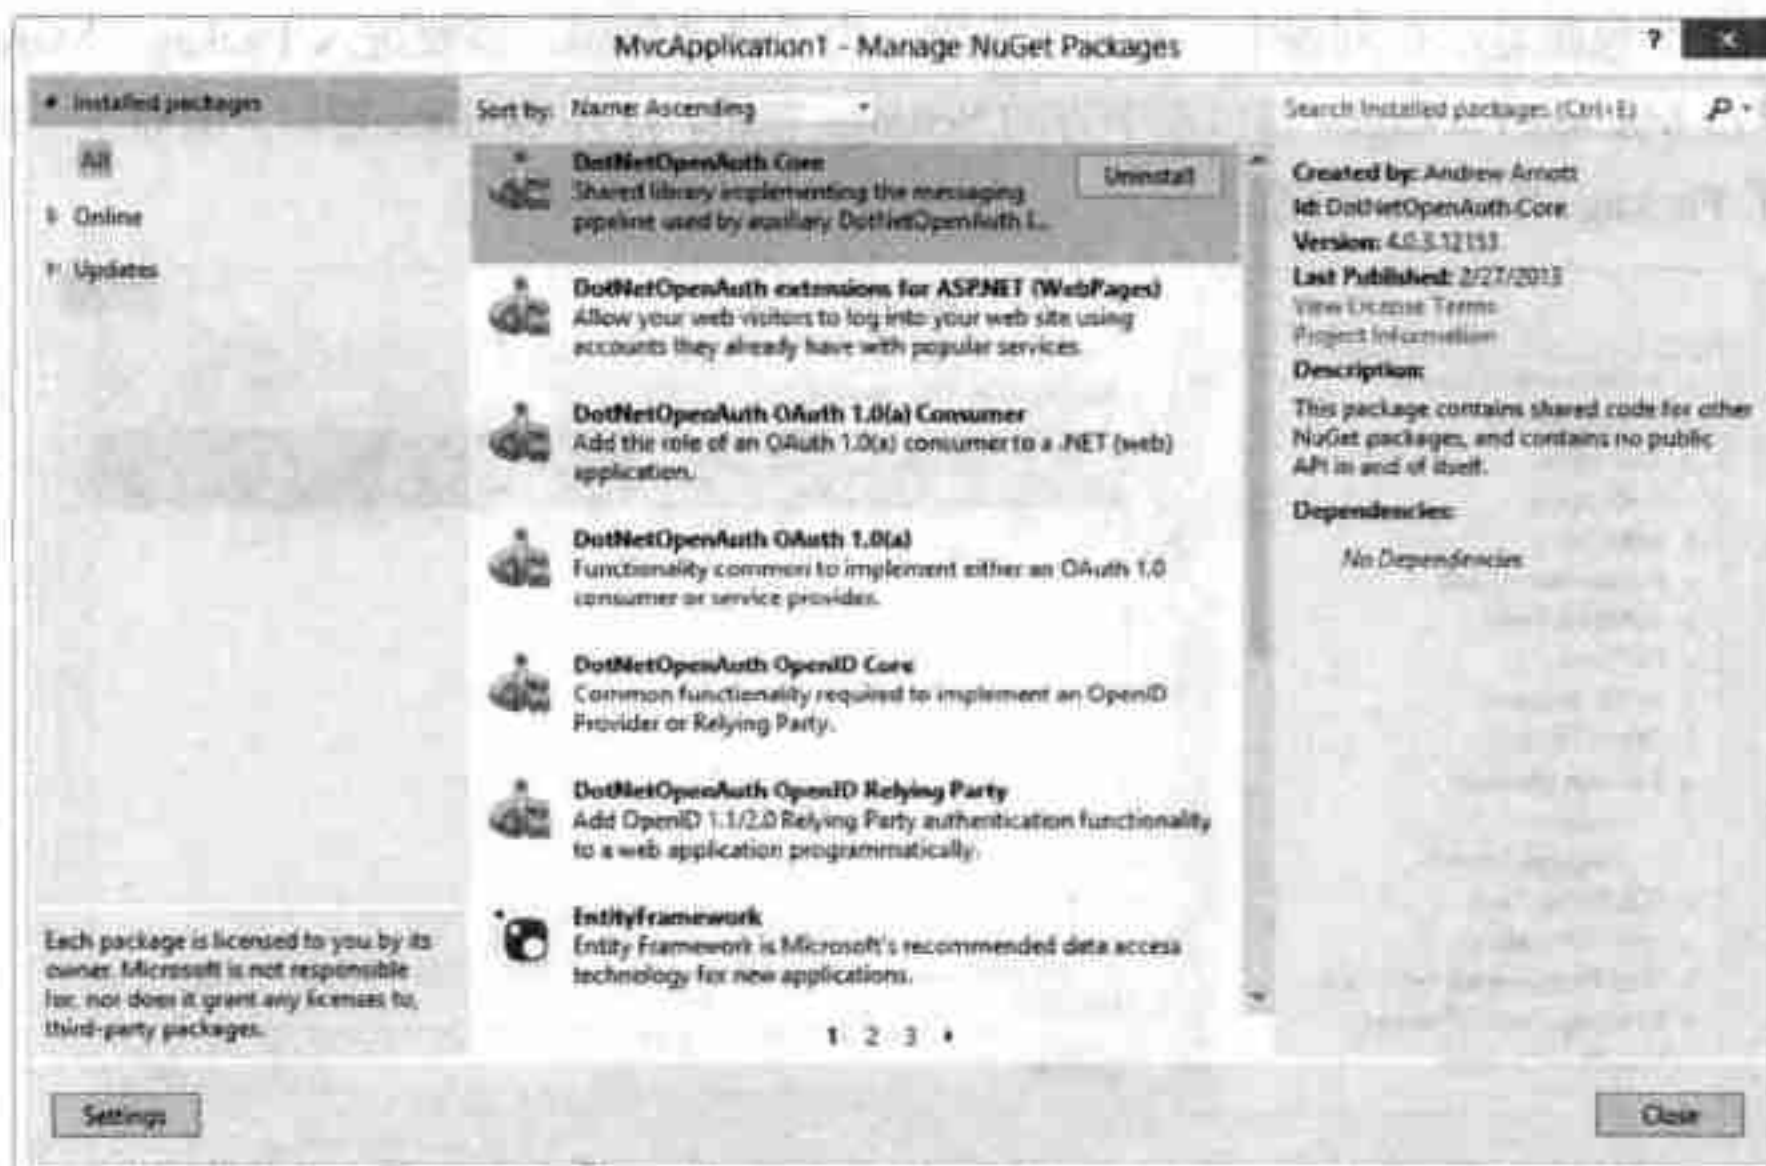 MvcApplication1 - Manage NuGet Packages
?
Installed packages
All
Online
Updates
Each package is licensed to you by its
owner. Microsoft is not responsible
for, nor does it grant any licenses to,
third-party packages.
Settings
Sort by: Name: Ascending
DotNetOpenAuth Core
Uninstall
Shared library implementing the messaging
pipeline used by auxiliary DotNetOpenAuth l...
DotNetOpenAuth extensions for ASP.NET (WebPages)
Allow your web visitors to log into your web site using
accounts they already have with popular services.
DotNetOpenAuth OAuth 1.0(a) Consumer
Add the role of an OAuth 1.0(a) consumer to a .NET (web)
application.
DotNetOpenAuth OAuth 1.0(a)
Functionality common to implement either an OAuth 1.0
consumer or service provider.
DotNetOpenAuth OpenID Core
Common functionality required to implement an OpenID
Provider or Relying Party.
DotNetOpenAuth OpenID Relying Party
Add OpenID 1.1/2.0 Relying Party authentication functionality
to a web application programmatically.
EntityFramework
Entity Framework is Microsoft's recommended data access
technology for new applications.
1 2 3
Search Installed packages (Ctrl+E)
Created by: Andrew Arnott
Id: DotNetOpenAuth.Core
Version: 4.0.3.12153
Last Published: 2/27/2013
View License Terms
Project Information
Description:
This package contains shared code for other
NuGet packages, and contains no public
API in and of itself.
Dependencies:
No Dependencies
Close